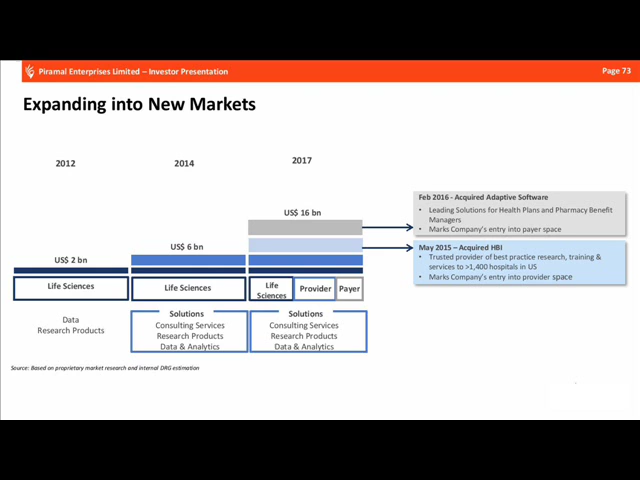 Piramal Enterprises Limited – Investor Presentation
Page 73
Expanding into New Markets
2012
2014
2017
US$ 2 bn
US$ 6 bn
US$ 16 bn
Life Sciences
Life Sciences
Life
Sciences
Provider
Payer
Data
Research Products
Solutions
Consulting Services
Research Products
Data & Analytics
Solutions
Consulting Services
Research Products
Data & Analytics
Feb 2016 - Acquired Adaptive Software
• Leading Solutions for Health Plans and Pharmacy Benefit
Managers
• Marks Company's entry into payer space
May 2015 – Acquired HBI
• Trusted provider of best practice research, training &
services to >1,400 hospitals in US
• Marks Company's entry into provider space
Source: Based on proprietary market research and internal DRG estimation